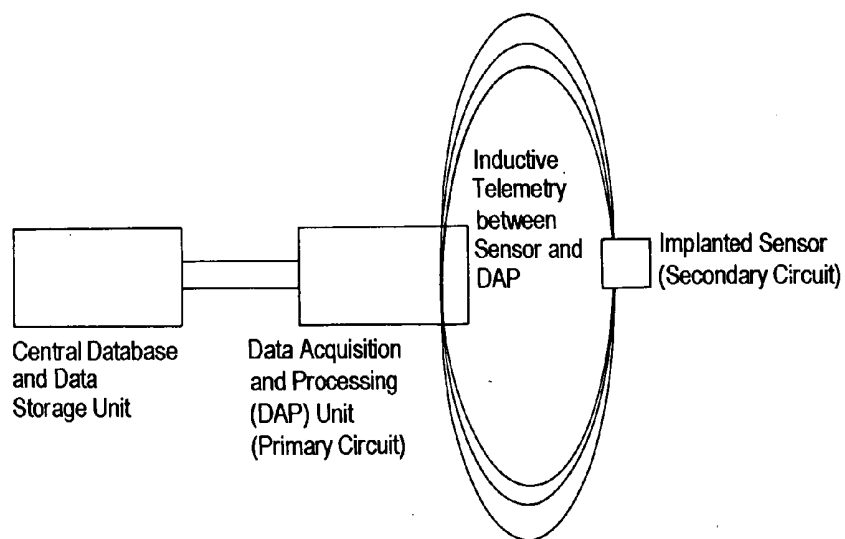 Inductive
Telemetry
between
Sensor and
DAP
Implanted Sensor
(Secondary Circuit)
Central Database
and Data
Storage Unit
Data Acquisition
and Processing
(DAP) Unit
(Primary Circuit)